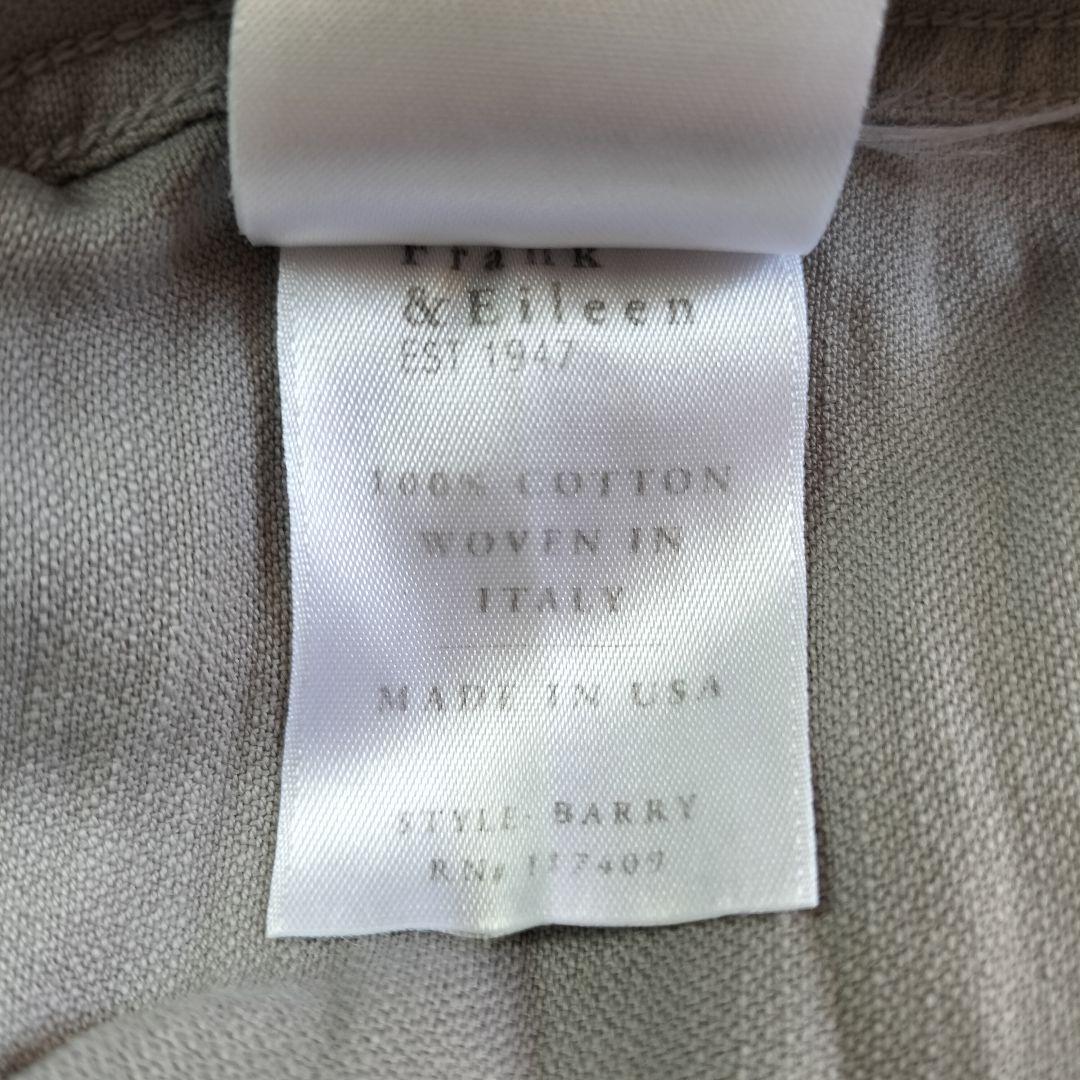 Frank
& Eileen
EST 1947
100% COTTON
WOVEN IN
ITALY
MADE IN USA
STYLE: BARRY